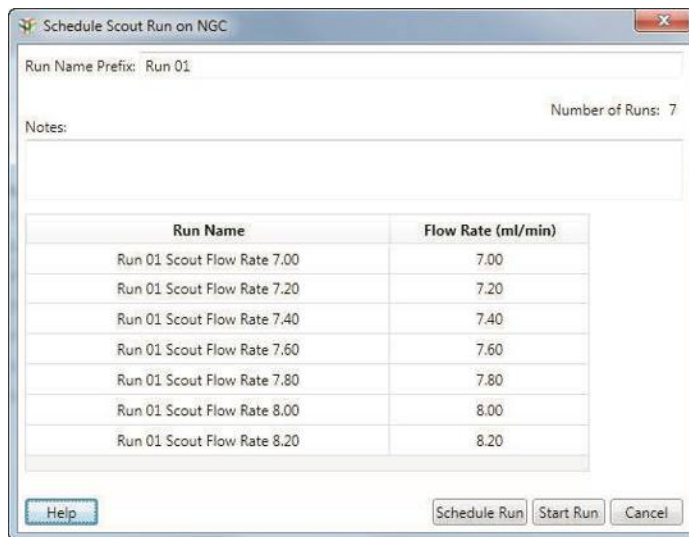 Schedule Scout Run on NGC
Run Name Prefix: Run 01
Number of Runs: 7
Notes:
Run Name Flow Rate (ml/min)
Run 01 Scout Flow Rate 7.00 7.00
Run 01 Scout Flow Rate 7.20 7.20
Run 01 Scout Flow Rate 7.40 7.40
Run 01 Scout Flow Rate 7.60 7.60
Run 01 Scout Flow Rate 7.80 7.80
Run 01 Scout Flow Rate 8.00 8.00
Run 01 Scout Flow Rate 8.20 8.20
Help Schedule Run Start Run Cancel